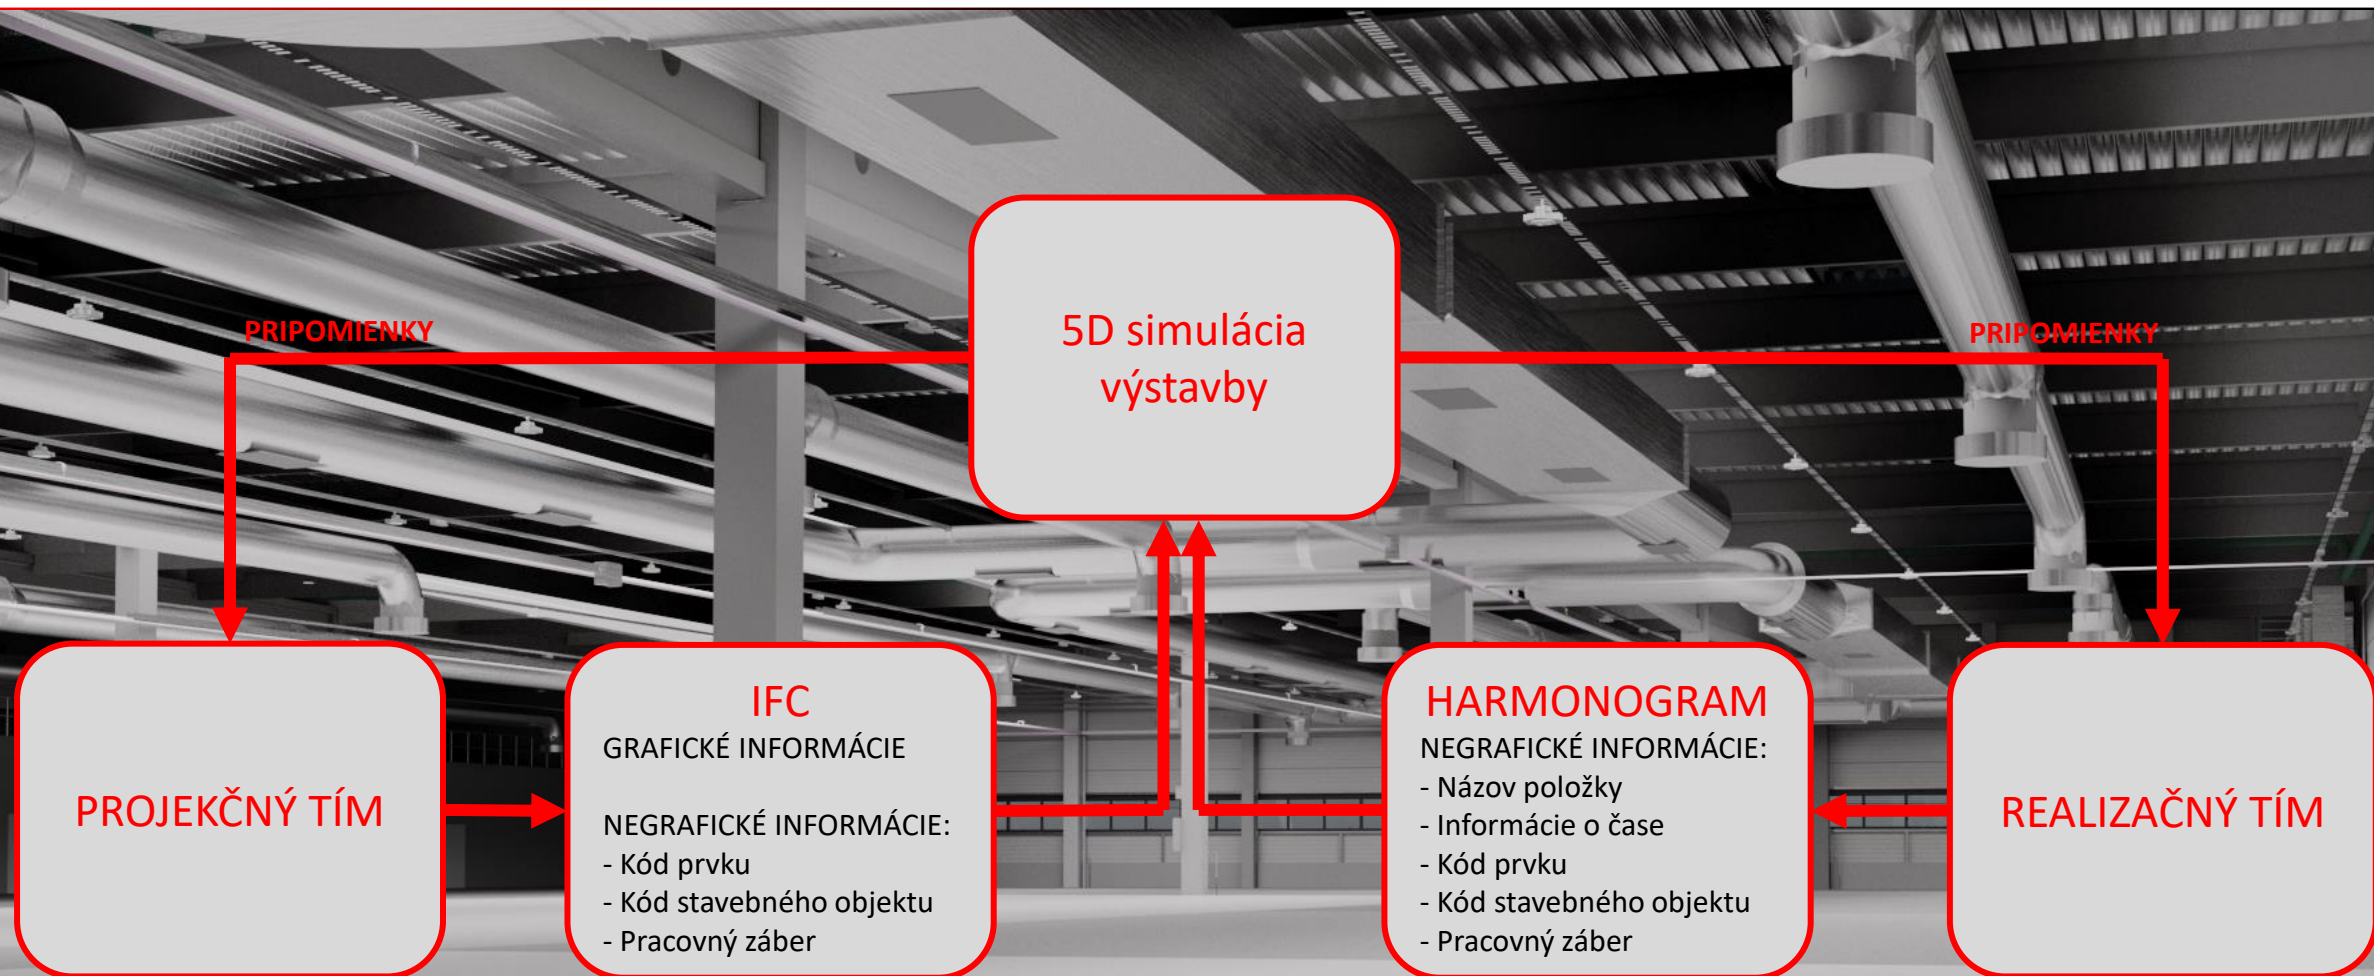 PRIPOMIENKY
5D simulácia
výstavby
PRIPOMIENKY
PROJEKČNÝ TÍM
IFC
GRAFICKÉ INFORMÁCIE
NEGRAFICKÉ INFORMÁCIE:
- Kód prvku
- Kód stavebného objektu
- Pracovný záber
HARMONOGRAM
NEGRAFICKÉ INFORMÁCIE:
- Názov položky
- Informácie o čase
- Kód prvku
- Kód stavebného objektu
- Pracovný záber
REALIZAČNÝ TÍM